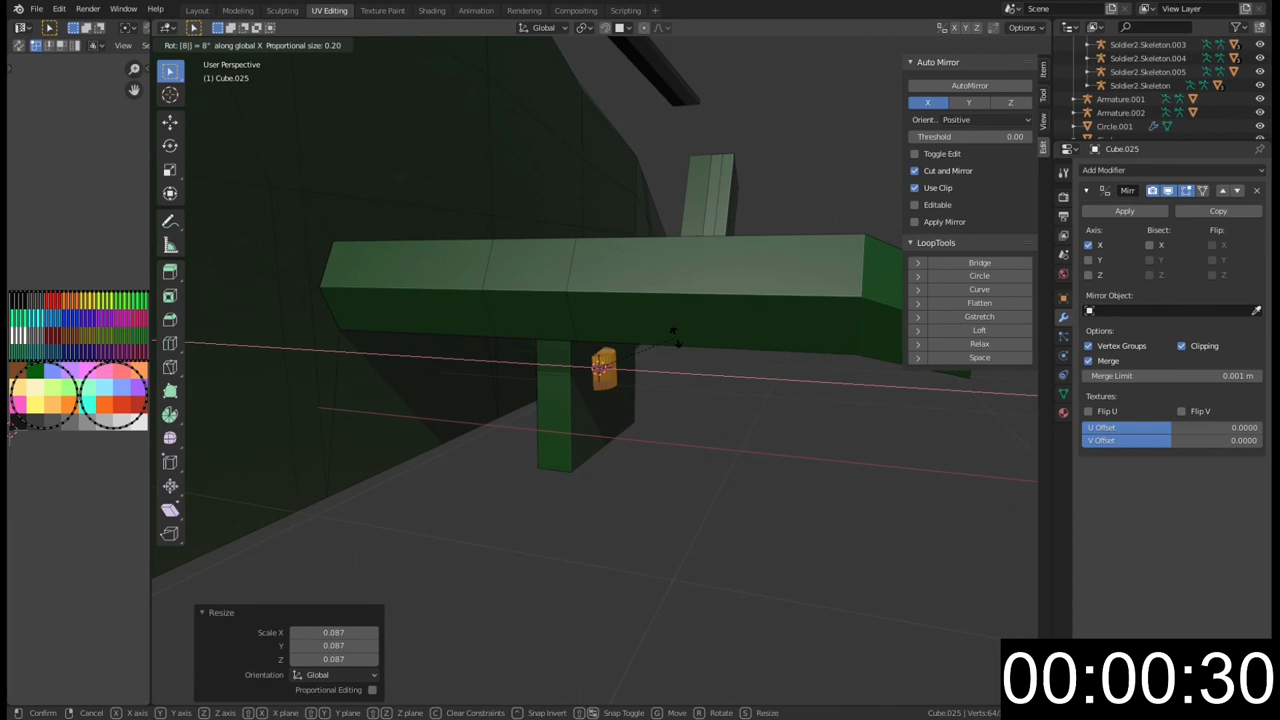 File Edit Render Window Help
Layout Modeling Sculpting UV Editing Texture Paint Shading Animation Rendering Compositing Scripting +
Scene
View Layer
View
Global
X Y Z
Options
Rot: [8|] = 8° along global X Proportional size: 0.20
User Perspective
(1) Cube.025
Auto Mirror
AutoMirror
X Y Z
Orient.. Positive
Threshold 0.00
Toggle Edit
Cut and Mirror
Use Clip
Editable
Apply Mirror
LoopTools
Bridge
Circle
Curve
Flatten
Gstretch
Loft
Relax
Space
Item
Tool
View
Edit
Soldier2.Skeleton.003
Soldier2.Skeleton.004
Soldier2.Skeleton.005
Soldier2.Skeleton
Armature.001
Armature.002
Circle.001
Cube.025
Add Modifier
Mirr
Apply Copy
Axis: Bisect: Flip:
X X X
Y Y Y
Z Z Z
Mirror Object:
Options:
Vertex Groups Clipping
Merge
Merge Limit 0.001 m
Textures:
Flip U Flip V
U Offset 0.0000
V Offset 0.0000
Resize
Scale X 0.087
Y 0.087
Z 0.087
Orientation Global
Proportional Editing
00:00:30
Confirm Cancel X X axis Y Y axis Z Z axis X X plane Y Y plane Z Z plane C Clear Constraints Snap Invert Snap Toggle G Move R Rotate S Resize
Cube.025 | Verts:64/